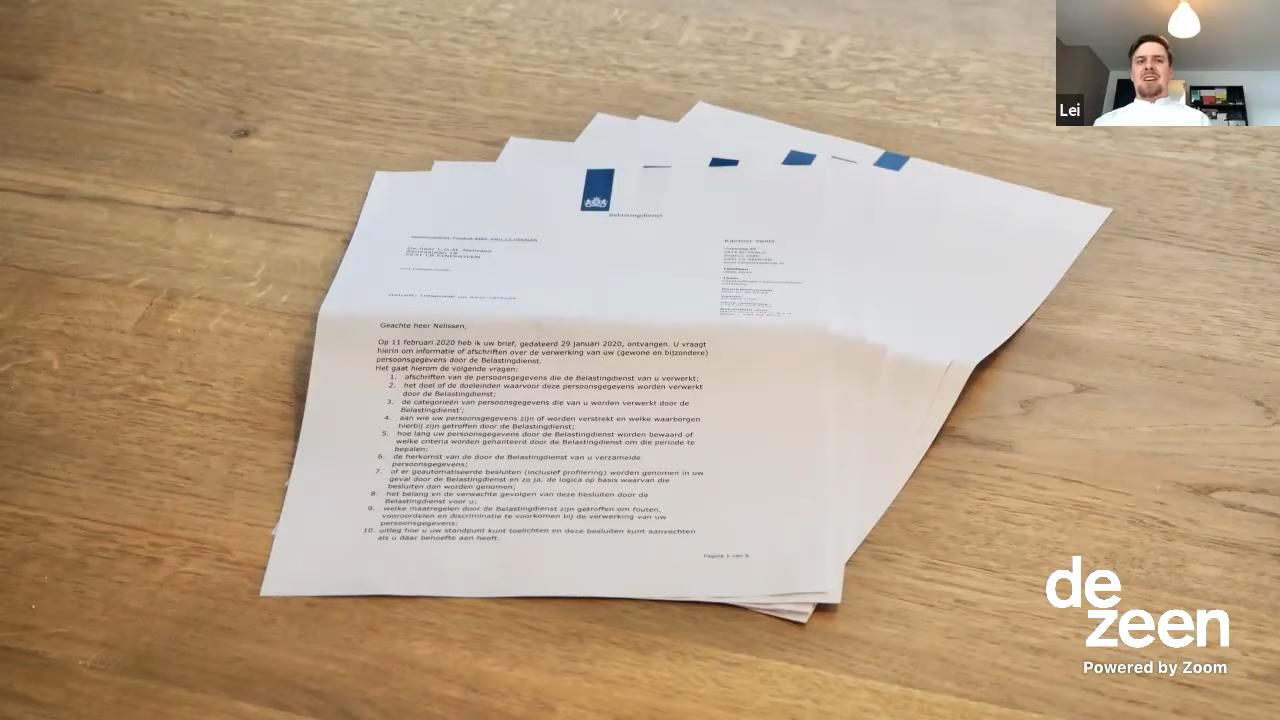 Lei
Belastingdienst
Kantoor Venlo
De heer L.G.M. Nelissen
EINDHOVEN
Geachte heer Nelissen,
Op 11 februari 2020 heb ik uw brief, gedateerd 29 januari 2020, ontvangen. U vraagt
hierin om informatie of afschriften over de verwerking van uw (gewone en bijzondere)
persoonsgegevens door de Belastingdienst.
Het gaat hierom de volgende vragen:
1. afschriften van de persoonsgegevens die de Belastingdienst van u verwerkt;
2. het doel of de doeleinden waarvoor deze persoonsgegevens worden verwerkt
door de Belastingdienst;
3. de categorieën van persoonsgegevens die van u worden verwerkt door de
Belastingdienst';
4. aan wie uw persoonsgegevens zijn of worden verstrekt en welke waarborgen
hierbij zijn getroffen door de Belastingdienst;
5. hoe lang uw persoonsgegevens door de Belastingdienst worden bewaard of
welke criteria worden gehanteerd door de Belastingdienst om die periode te
bepalen;
6. de herkomst van de door de Belastingdienst van u verzamelde
persoonsgegevens;
7. of er geautomatiseerde besluiten (inclusief profilering) worden genomen in uw
geval door de Belastingdienst en zo ja, de logica op basis waarvan die
besluiten dan worden genomen;
8. het belang en de verwachte gevolgen van deze besluiten door de
Belastingdienst voor u;
9. welke maatregelen door de Belastingdienst zijn getroffen om fouten,
vooroordelen en discriminatie te voorkomen bij de verwerking van uw
persoonsgegevens;
10. uitleg hoe u uw standpunt kunt toelichten en deze besluiten kunt aanvechten
als u daar behoefte aan heeft.
Pagina 1 van
de
zeen
Powered by Zoom